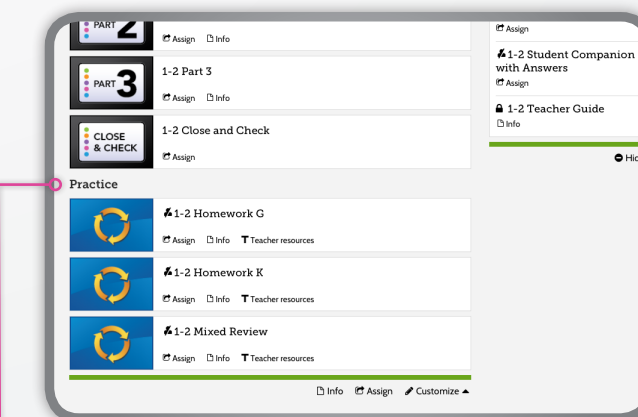 PART 2
Assign Info
PART 3
1-2 Part 3
Assign Info
CLOSE
& CHECK
1-2 Close and Check
Assign
Practice
1-2 Homework G
Assign Info T Teacher resources
1-2 Homework K
Assign Info T Teacher resources
1-2 Mixed Review
Assign Info T Teacher resources
Info Assign Customize
Assign
1-2 Student Companion
with Answers
Assign
1-2 Teacher Guide
Info